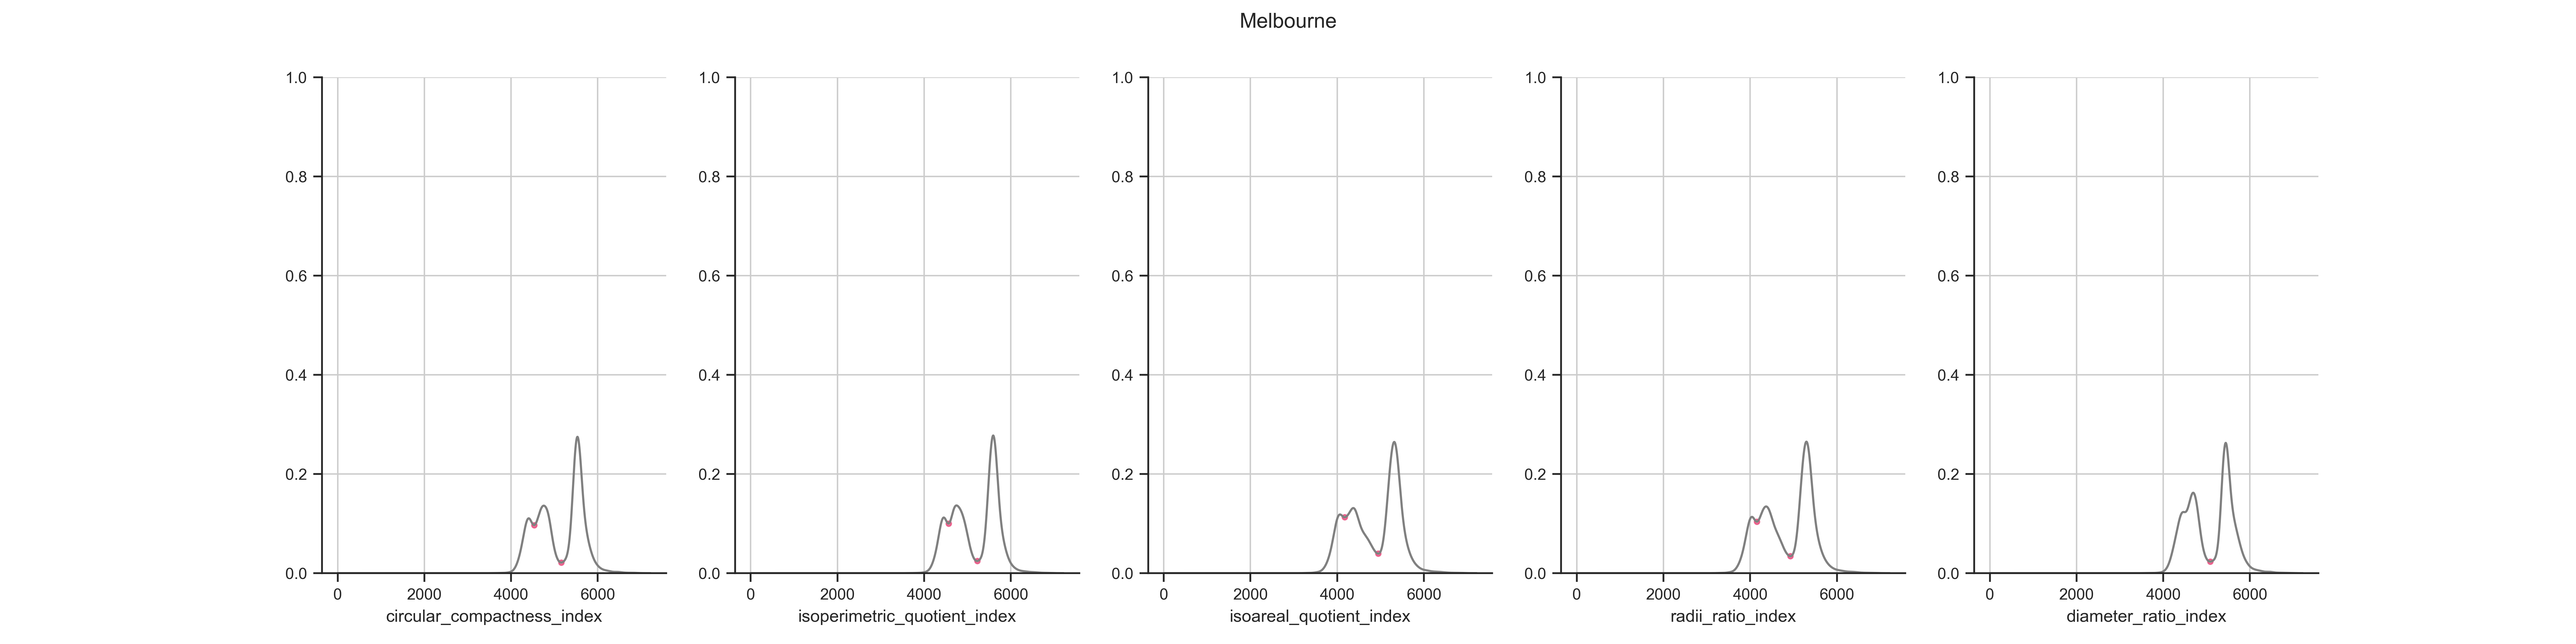 Melbourne
1.0 1.0 1.0 1.0 1.0
0.8 0.8 0.8 0.8 0.8
0.6 0.6 0.6 0.6 0.6
0.4 0.4 0.4 0.4 0.4
0.2 0.2 0.2 0.2 0.2
0.0 0.0 0.0 0.0 0.0
0 2000 4000 6000 0 2000 4000 6000 0 2000 4000 6000 0 2000 4000 6000 0 2000 4000 6000
circular_compactness_index isoperimetric_quotient_index isoareal_quotient_index radii_ratio_index diameter_ratio_index